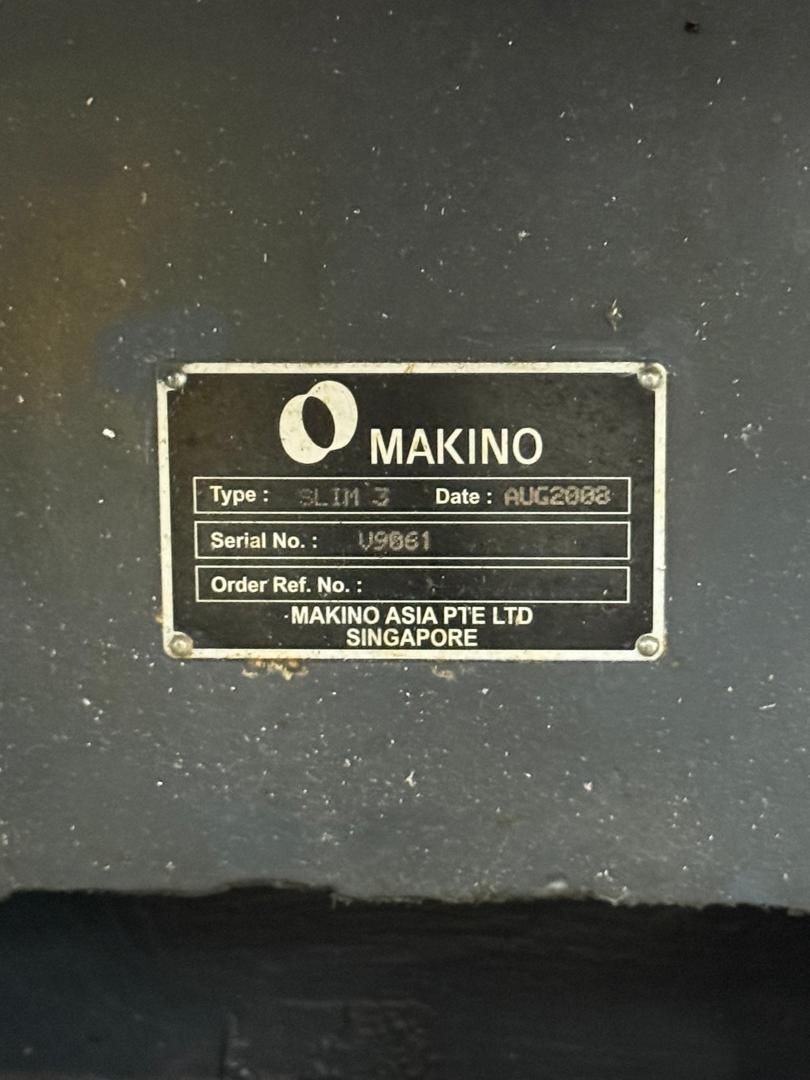 MAKINO
Type : SLIM 3 Date : AUG2008
Serial No. : V9061
Order Ref. No. :
MAKINO ASIA PTE LTD
SINGAPORE